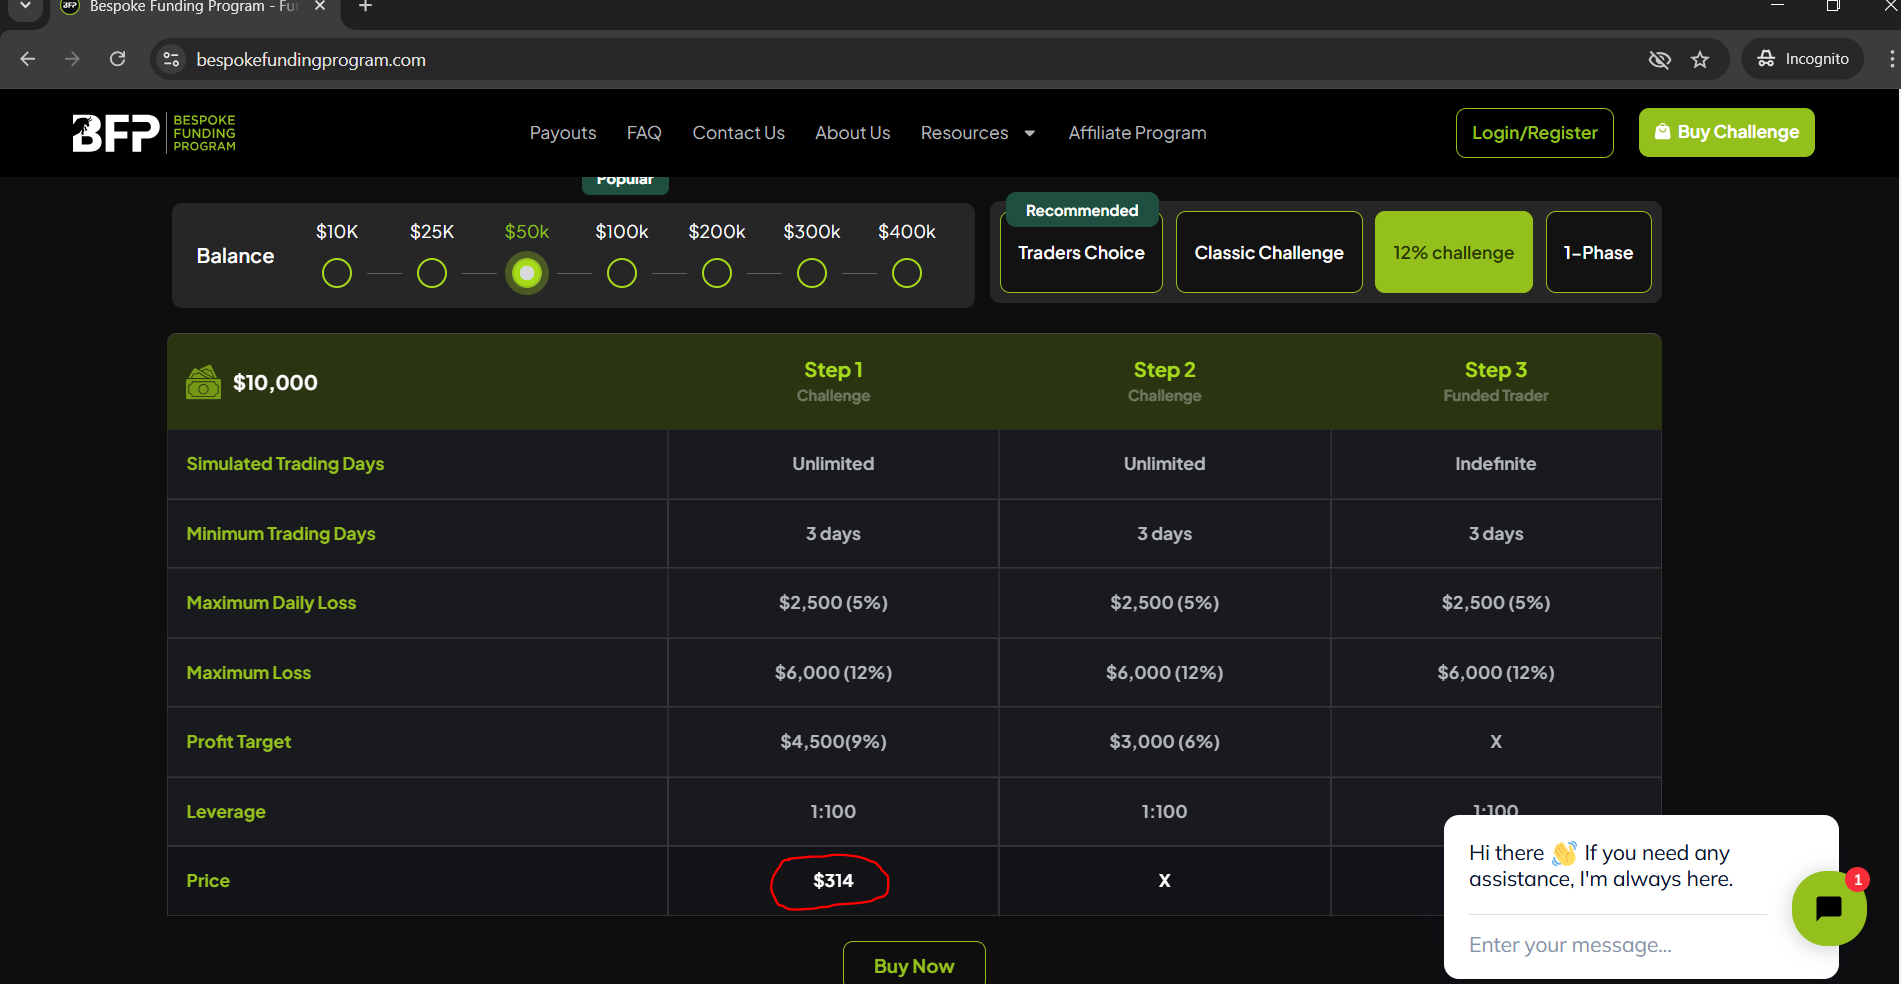 Bespoke Funding Program - Fu
bespokefundingprogram.com
Incognito
BFP BESPOKE
FUNDING
PROGRAM
Payouts FAQ Contact Us About Us Resources Affiliate Program
Login/Register
Buy Challenge
Popular
Balance
$10K $25K $50k $100k $200k $300k $400k
Recommended
Traders Choice Classic Challenge 12% challenge 1-Phase
$10,000
Step 1 Step 2 Step 3
Challenge Challenge Funded Trader
Simulated Trading Days Unlimited Unlimited Indefinite
Minimum Trading Days 3 days 3 days 3 days
Maximum Daily Loss $2,500 (5%) $2,500 (5%) $2,500 (5%)
Maximum Loss $6,000 (12%) $6,000 (12%) $6,000 (12%)
Profit Target $4,500(9%) $3,000 (6%) X
Leverage 1:100 1:100 1:100
Price $314 X
Hi there 👋 If you need any
assistance, I'm always here.
1
Enter your message...
Buy Now